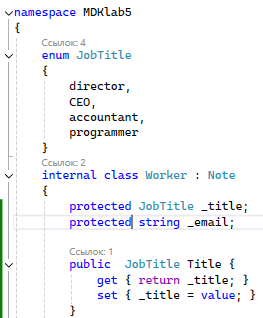 namespace MDKlab5
{
Ссылок: 4
enum JobTitle
{
director,
CEO,
accountant,
programmer
}
Ссылок: 2
internal class Worker : Note
{
protected JobTitle _title;
protected string _email;
Ссылок: 1
public  JobTitle Title {
get { return _title; }
set { _title = value; }
}